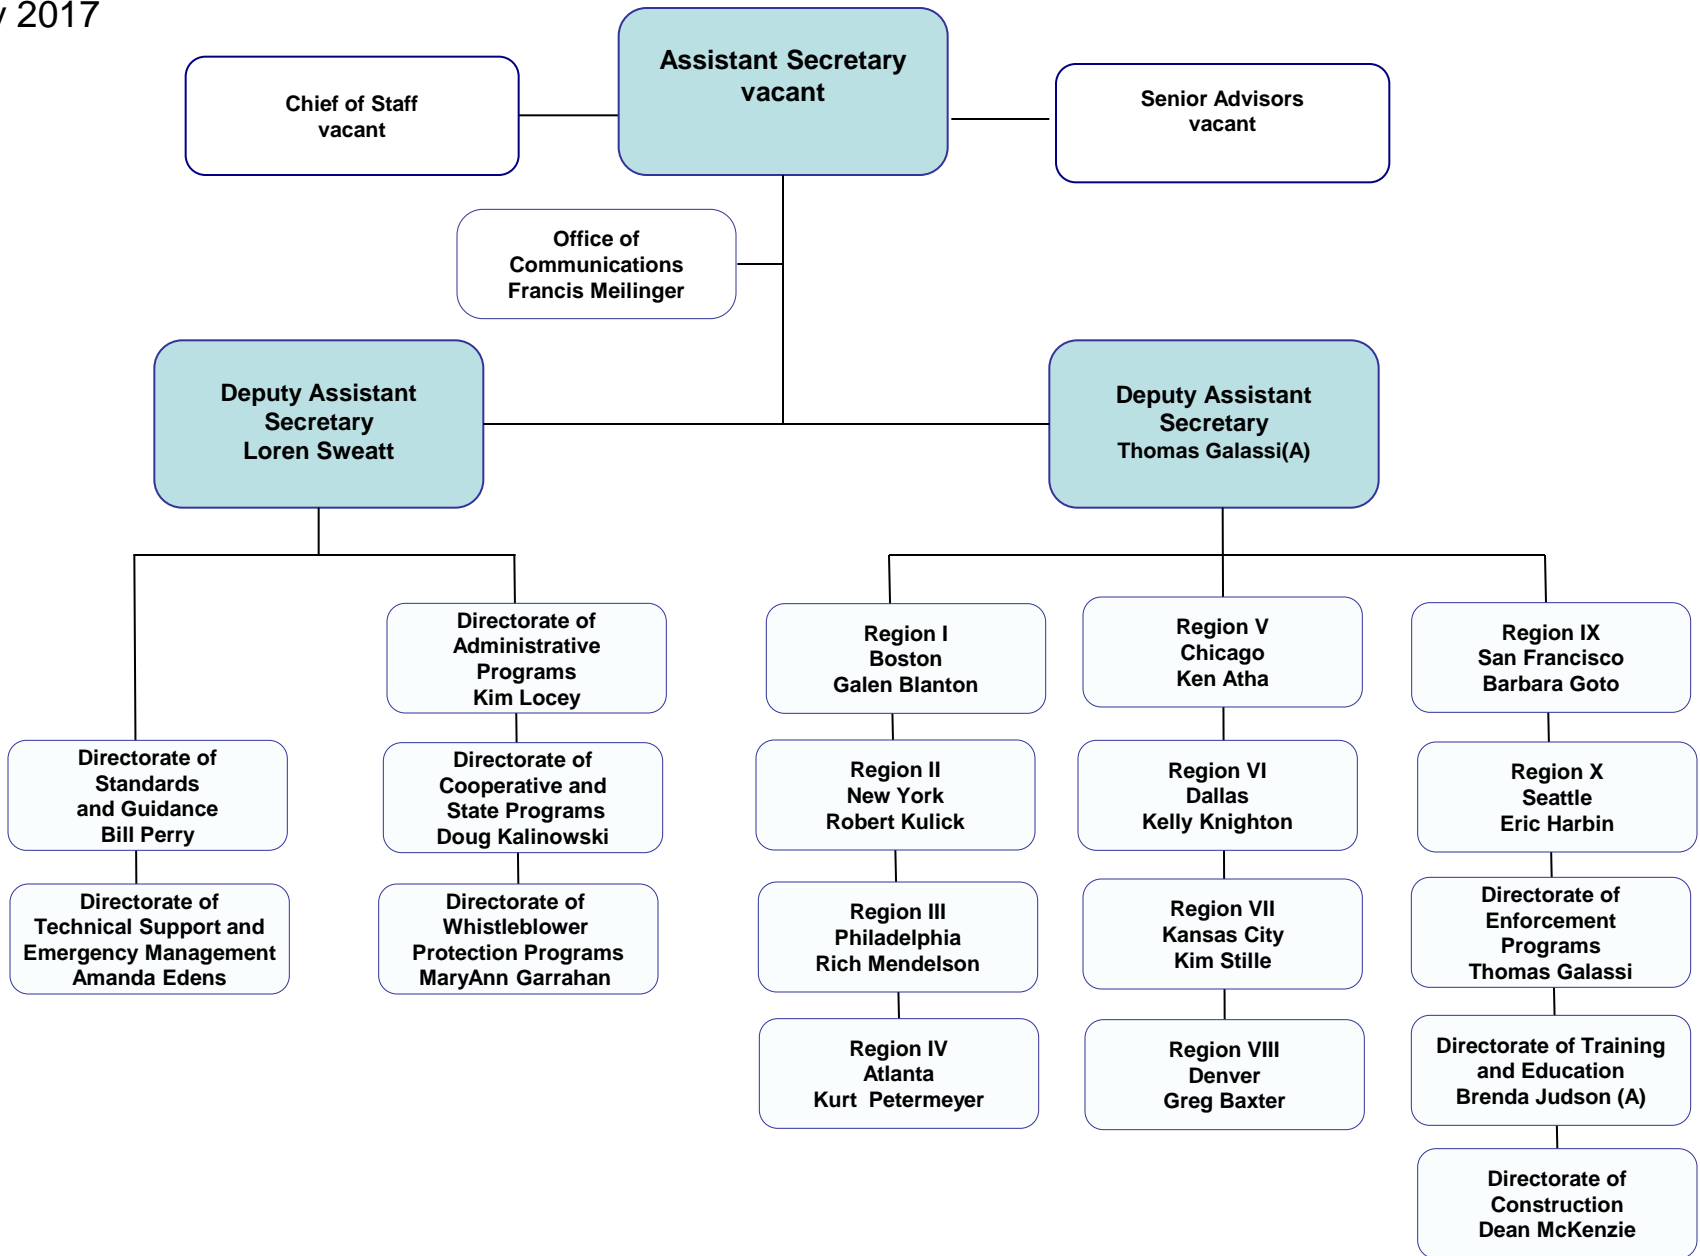 2017
Assistant Secretary
vacant
Chief of Staff
vacant
Senior Advisors
vacant
Office of
Communications
Francis Meilinger
Deputy Assistant
Secretary
Loren Sweatt
Deputy Assistant
Secretary
Thomas Galassi(A)
Directorate of
Standards
and Guidance
Bill Perry
Directorate of
Technical Support and
Emergency Management
Amanda Edens
Directorate of
Administrative
Programs
Kim Locey
Directorate of
Cooperative and
State Programs
Doug Kalinowski
Directorate of
Whistleblower
Protection Programs
MaryAnn Garrahan
Region I
Boston
Galen Blanton
Region II
New York
Robert Kulick
Region III
Philadelphia
Rich Mendelson
Region IV
Atlanta
Kurt  Petermeyer
Region V
Chicago
Ken Atha
Region VI
Dallas
Kelly Knighton
Region VII
Kansas City
Kim Stille
Region VIII
Denver
Greg Baxter
Region IX
San Francisco
Barbara Goto
Region X
Seattle
Eric Harbin
Directorate of
Enforcement
Programs
Thomas Galassi
Directorate of Training
and Education
Brenda Judson (A)
Directorate of
Construction
Dean McKenzie